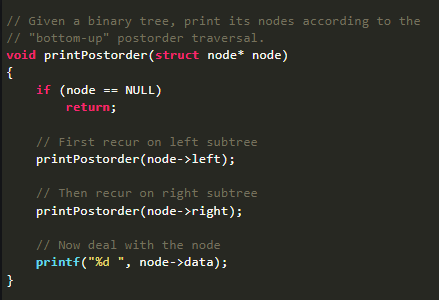 // Given a binary tree, print its nodes according to the
// "bottom-up" postorder traversal.
void printPostorder(struct node* node)
{
    if (node == NULL)
        return;

    // First recur on left subtree
    printPostorder(node->left);

    // Then recur on right subtree
    printPostorder(node->right);

    // Now deal with the node
    printf("%d ", node->data);
}